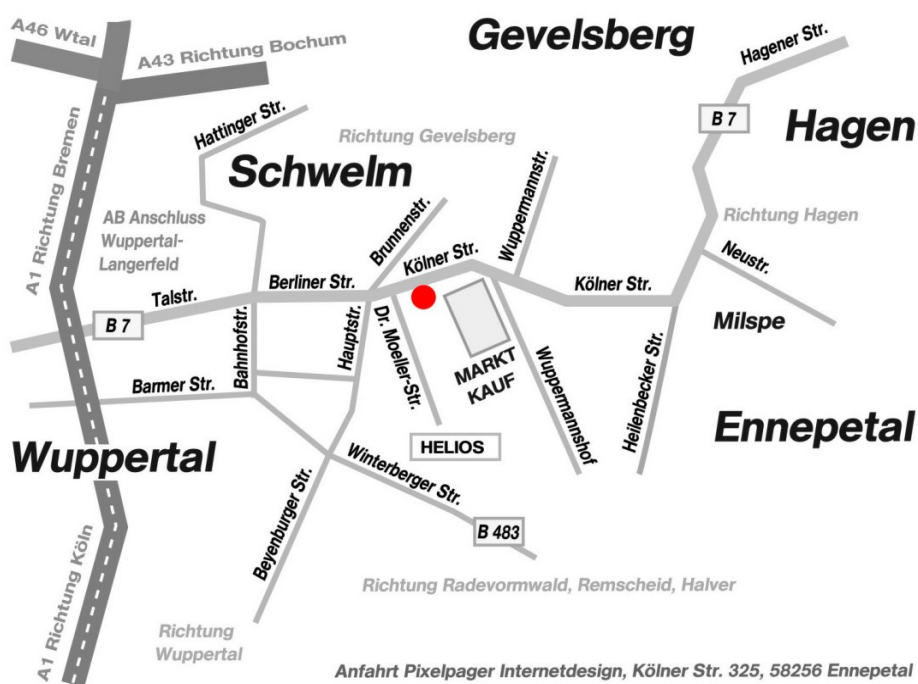 A46 Wtal
A43 Richtung Bochum
Gevelsberg
Hagener Str.
B 7
Hagen
Hattinger Str.
Richtung Gevelsberg
Schwelm
A1 Richtung Bremen
AB Anschluss
Wuppertal-
Langerfeld
Brunnenstr.
Wuppermannstr.
Richtung Hagen
Kölner Str.
Neustr.
Berliner Str.
Kölner Str.
Talstr.
B 7
Milspe
Bahnhofstr.
Hauptstr.
Dr. Moeller-Str.
MARKT
KAUF
Wuppermannshof
Heilenbecker Str.
Barmer Str.
Ennepetal
Wuppertal
HELIOS
Winterberger Str.
Beyenburger Str.
B 483
A1 Richtung Köln
Richtung Radevormwald, Remscheid, Halver
Richtung
Wuppertal
Anfahrt Pixelpager Internetdesign, Kölner Str. 325, 58256 Ennepetal